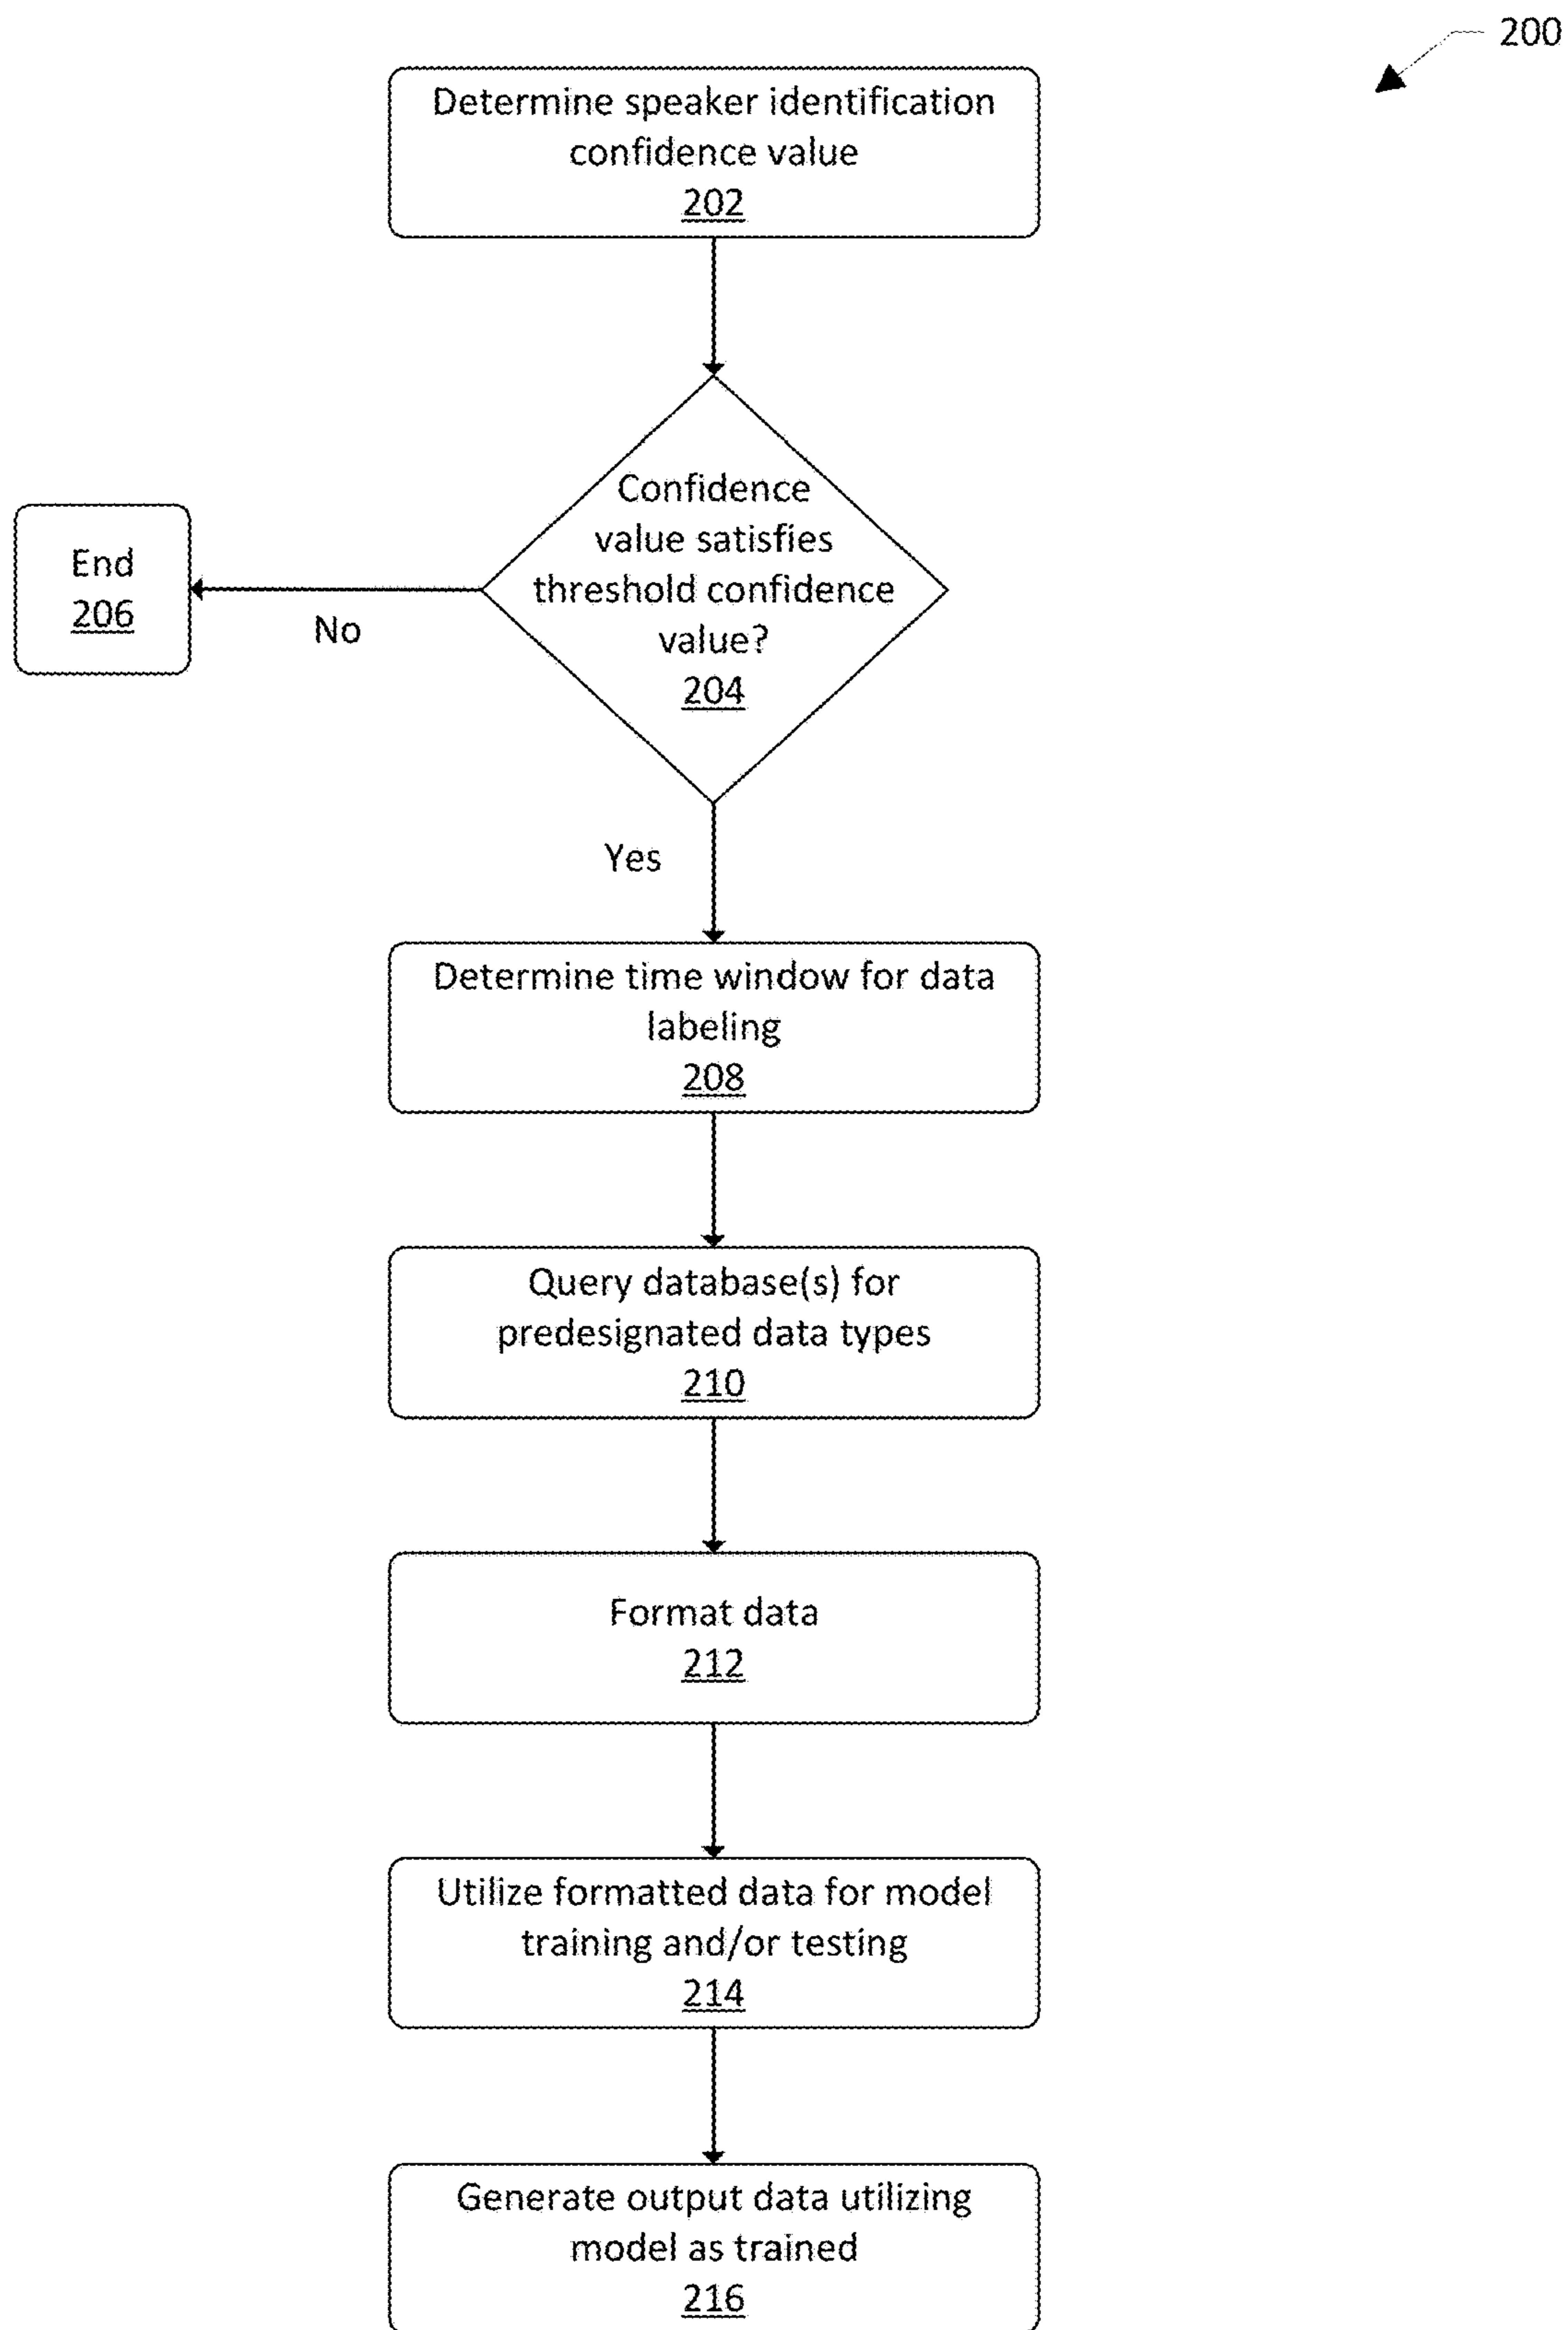 200
Determine speaker identification
confidence value
202
Confidence
value satisfies
threshold confidence
value?
204
End
206
No
Yes
Determine time window for data
labeling
208
Query database(s) for
predesignated data types
210
Format data
212
Utilize formatted data for model
training and/or testing
214
Generate output data utilizing
model as trained
216